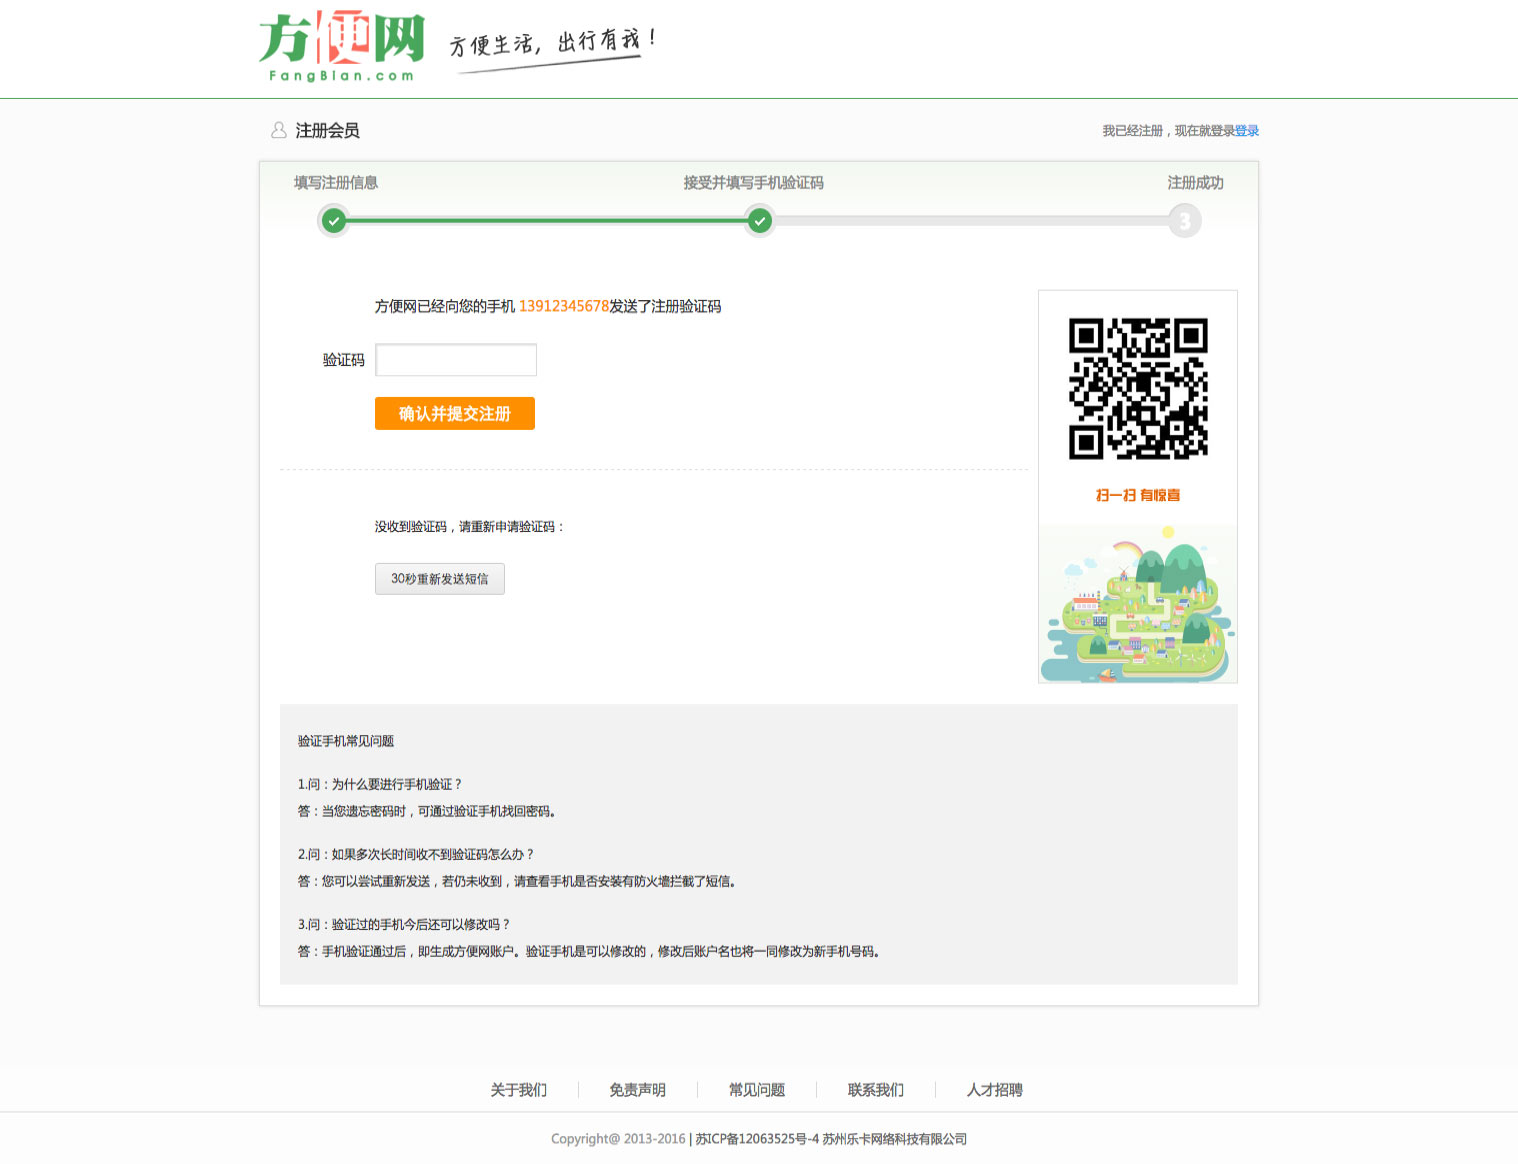 方便网
FangBian.com
方便生活，出行有我！
注册会员
我已经注册，现在就登录登录
填写注册信息
接受并填写手机验证码
注册成功
3
方便网已经向您的手机 13912345678发送了注册验证码
验证码
确认并提交注册
扫一扫 有惊喜
没收到验证码，请重新申请验证码：
30秒重新发送短信
验证手机常见问题
1.问：为什么要进行手机验证？
答：当您遗忘密码时，可通过验证手机找回密码。
2.问：如果多次长时间收不到验证码怎么办？
答：您可以尝试重新发送，若仍未收到，请查看手机是否安装有防火墙拦截了短信。
3.问：验证过的手机今后还可以修改吗？
答：手机验证通过后，即生成方便网账户。验证手机是可以修改的，修改后账户名也将一同修改为新手机号码。
关于我们
免责声明
常见问题
联系我们
人才招聘
Copyright@ 2013-2016 | 苏ICP备12063525号-4 苏州乐卡网络科技有限公司